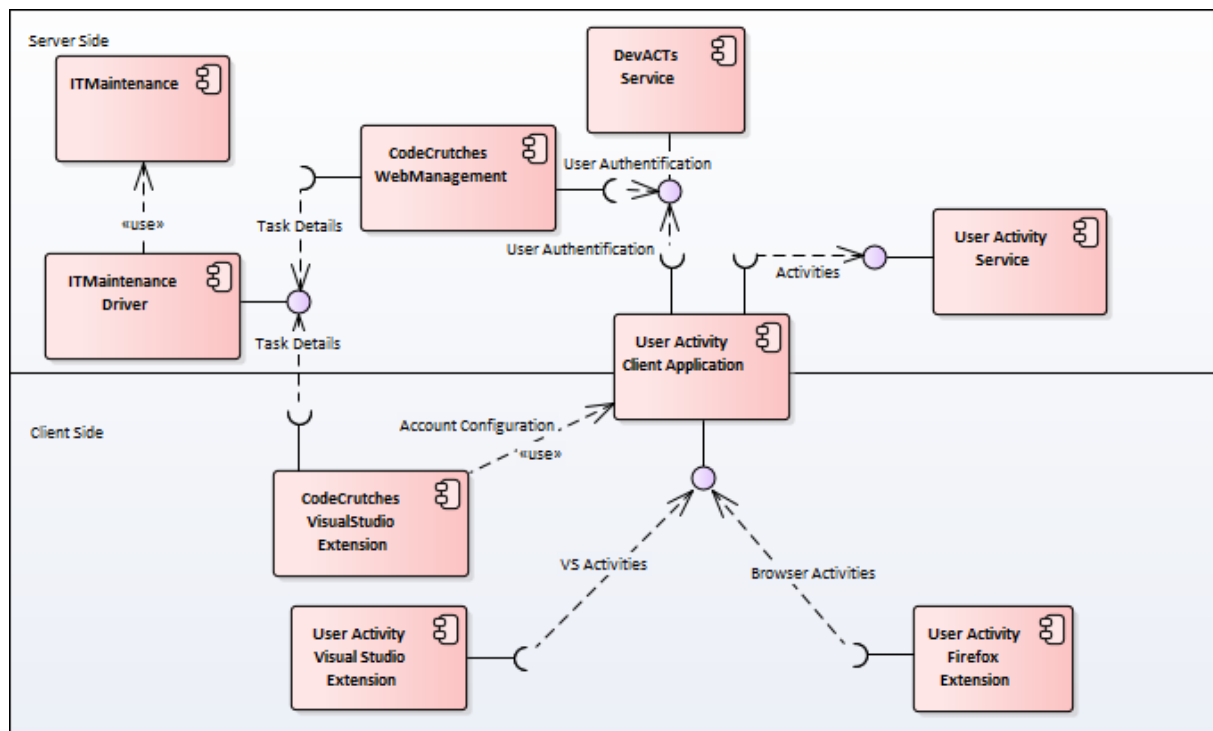 Server Side
ITMaintenance
DevACTs
Service
CodeCrutches
WebManagement
User Authentification
Task Details
«use»
User Authentification
Activities
User Activity
Service
ITMaintenance
Driver
Task Details
User Activity
Client Application
Client Side
Account Configuration
«use»
CodeCrutches
VisualStudio
Extension
VS Activities
Browser Activities
User Activity
Visual Studio
Extension
User Activity
Firefox
Extension